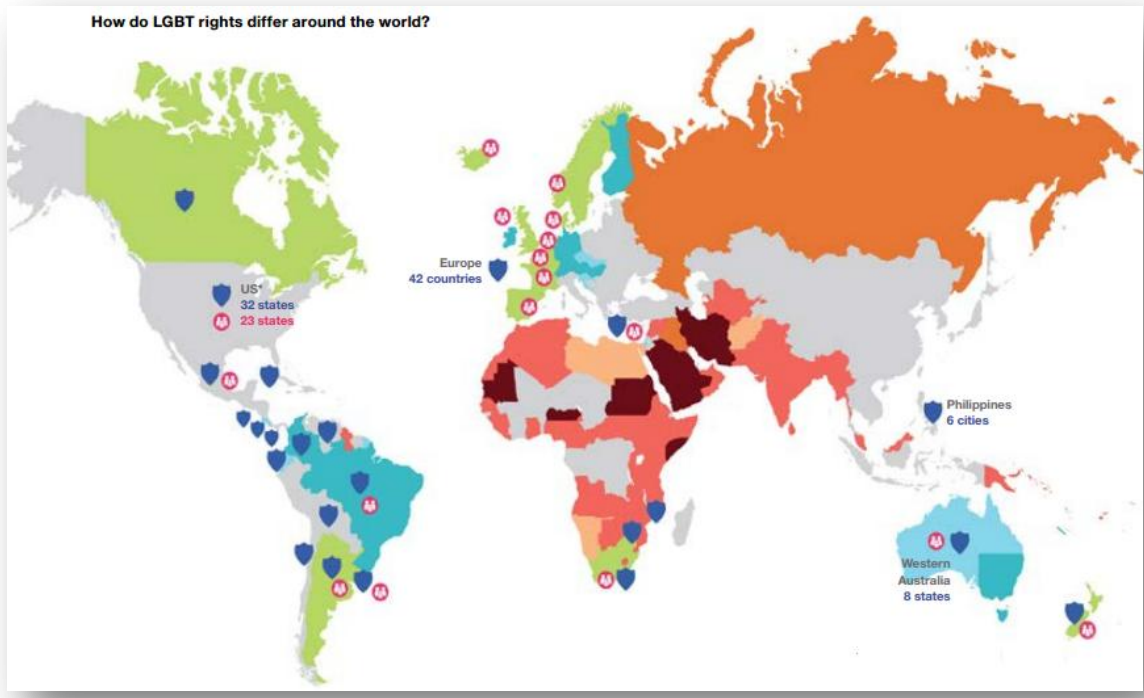 How do LGBT rights differ around the world?
US*
32 states
23 states
Europe
42 countries
Philippines
6 cities
Western
Australia
8 states